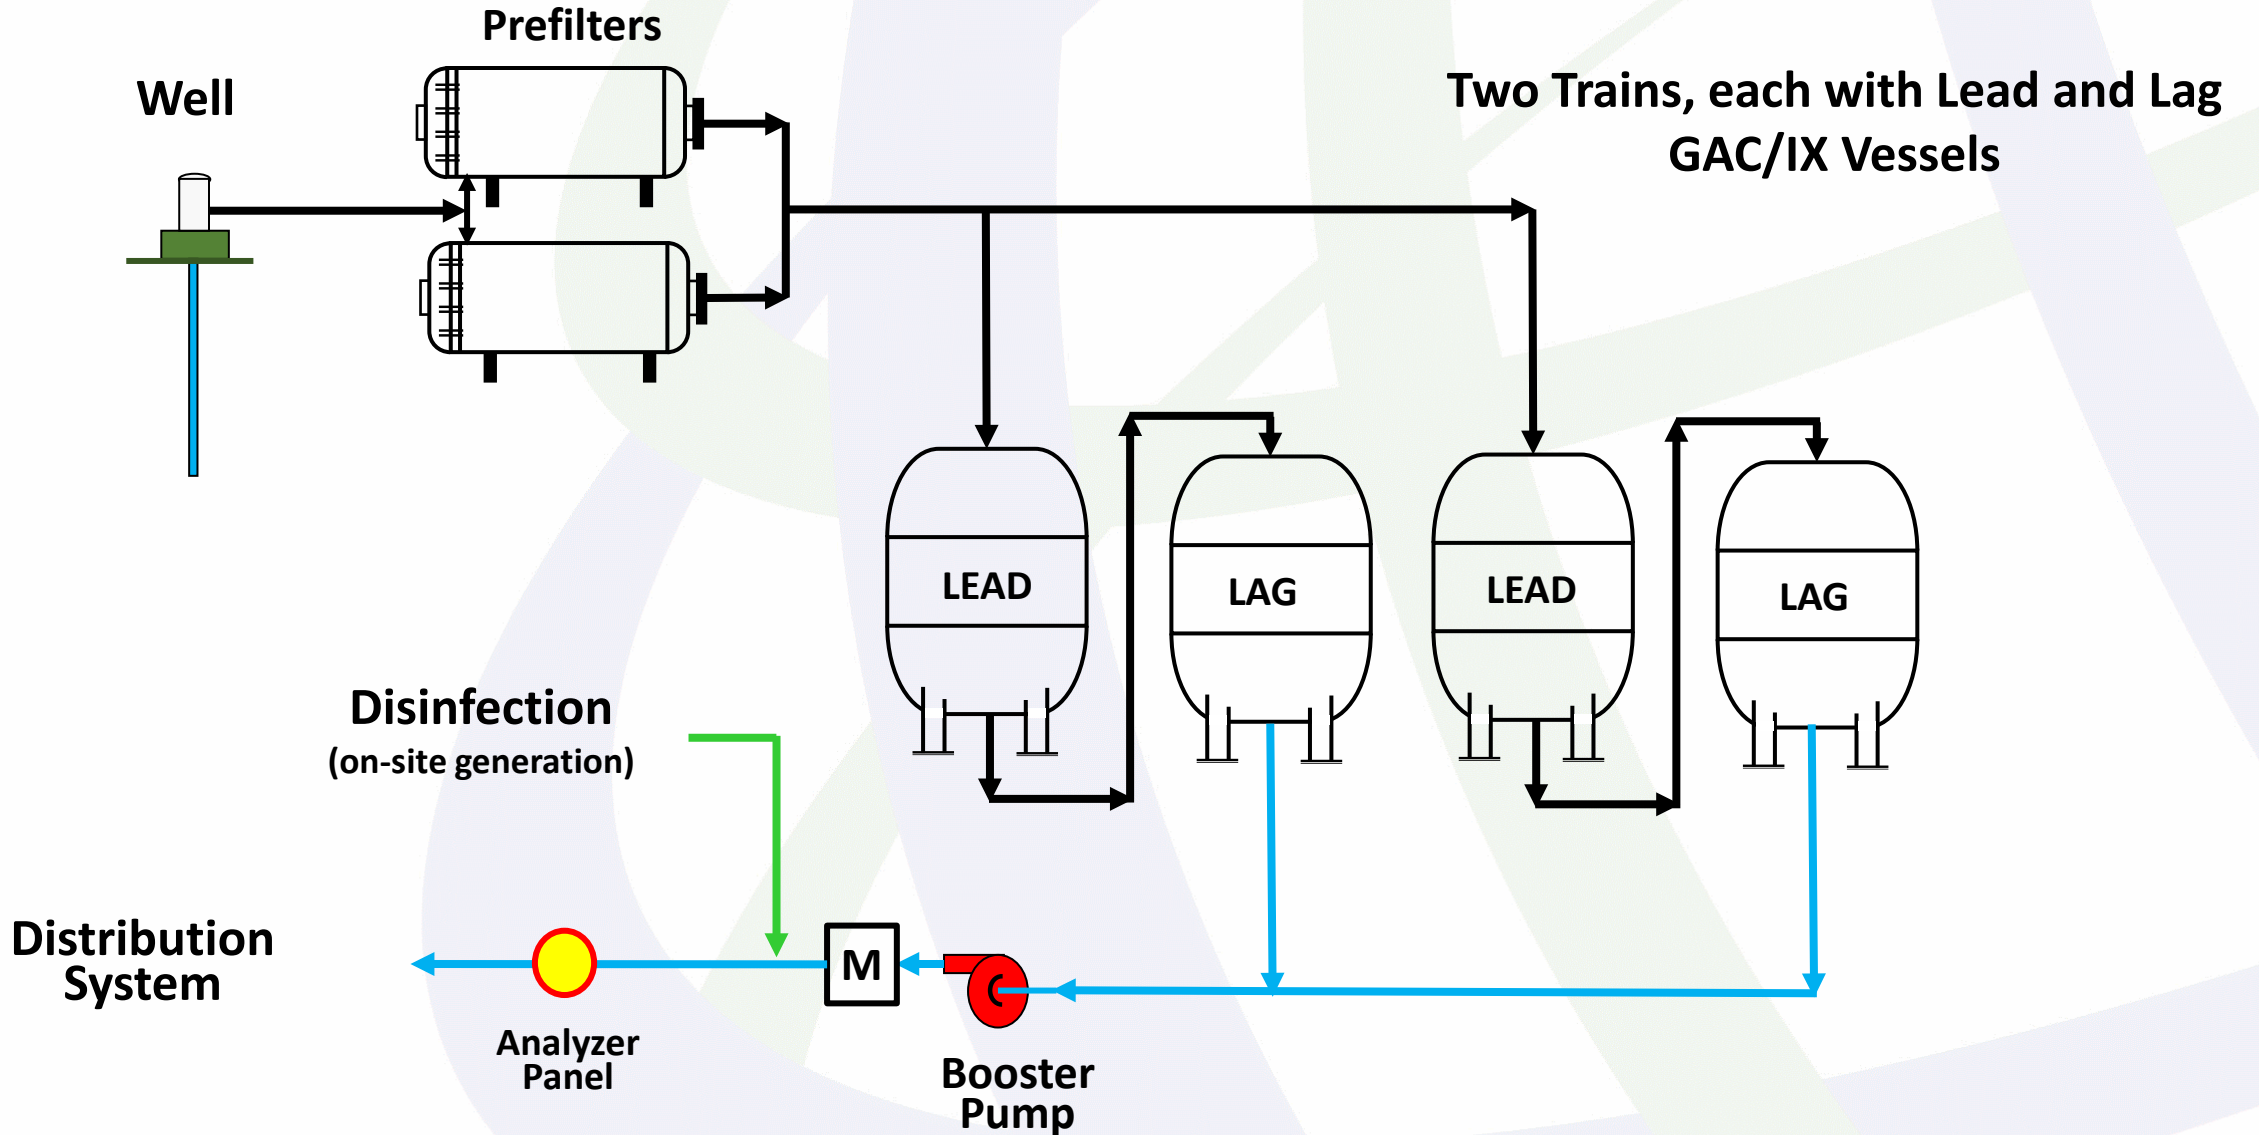 Prefilters
Well
Two Trains, each with Lead and Lag
GAC/IX Vessels
LEAD
LAG
LEAD
LAG
Disinfection
(on-site generation)
Distribution
System
M
Analyzer
Panel
Booster
Pump